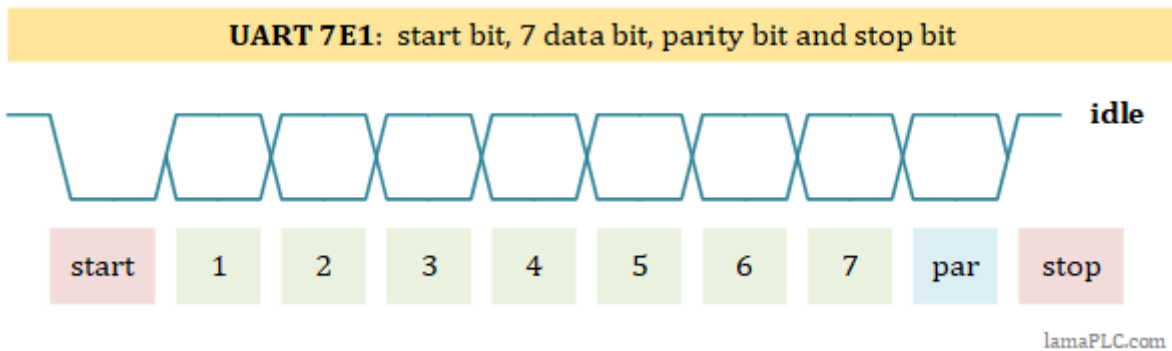 UART 7E1: start bit, 7 data bit, parity bit and stop bit
idle
start 1 2 3 4 5 6 7 par stop
lamaPLC.com